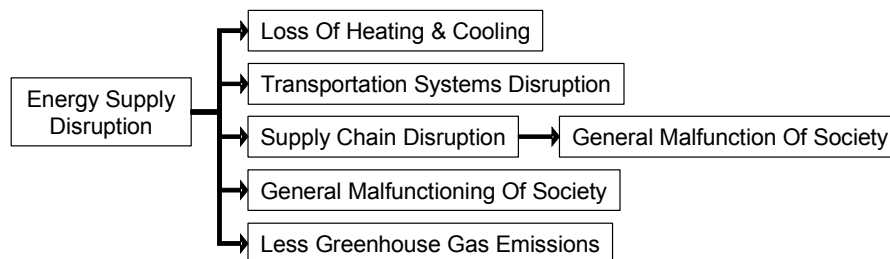 Loss Of Heating & Cooling
Energy Supply
Disruption
Transportation Systems Disruption
Supply Chain Disruption
General Malfunction Of Society
General Malfunctioning Of Society
Less Greenhouse Gas Emissions